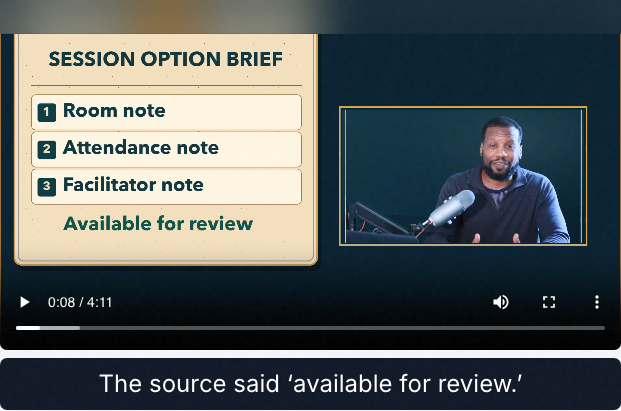 SESSION OPTION BRIEF
1 Room note
2 Attendance note
3 Facilitator note
Available for review
0:08 / 4:11
The source said ‘available for review.’